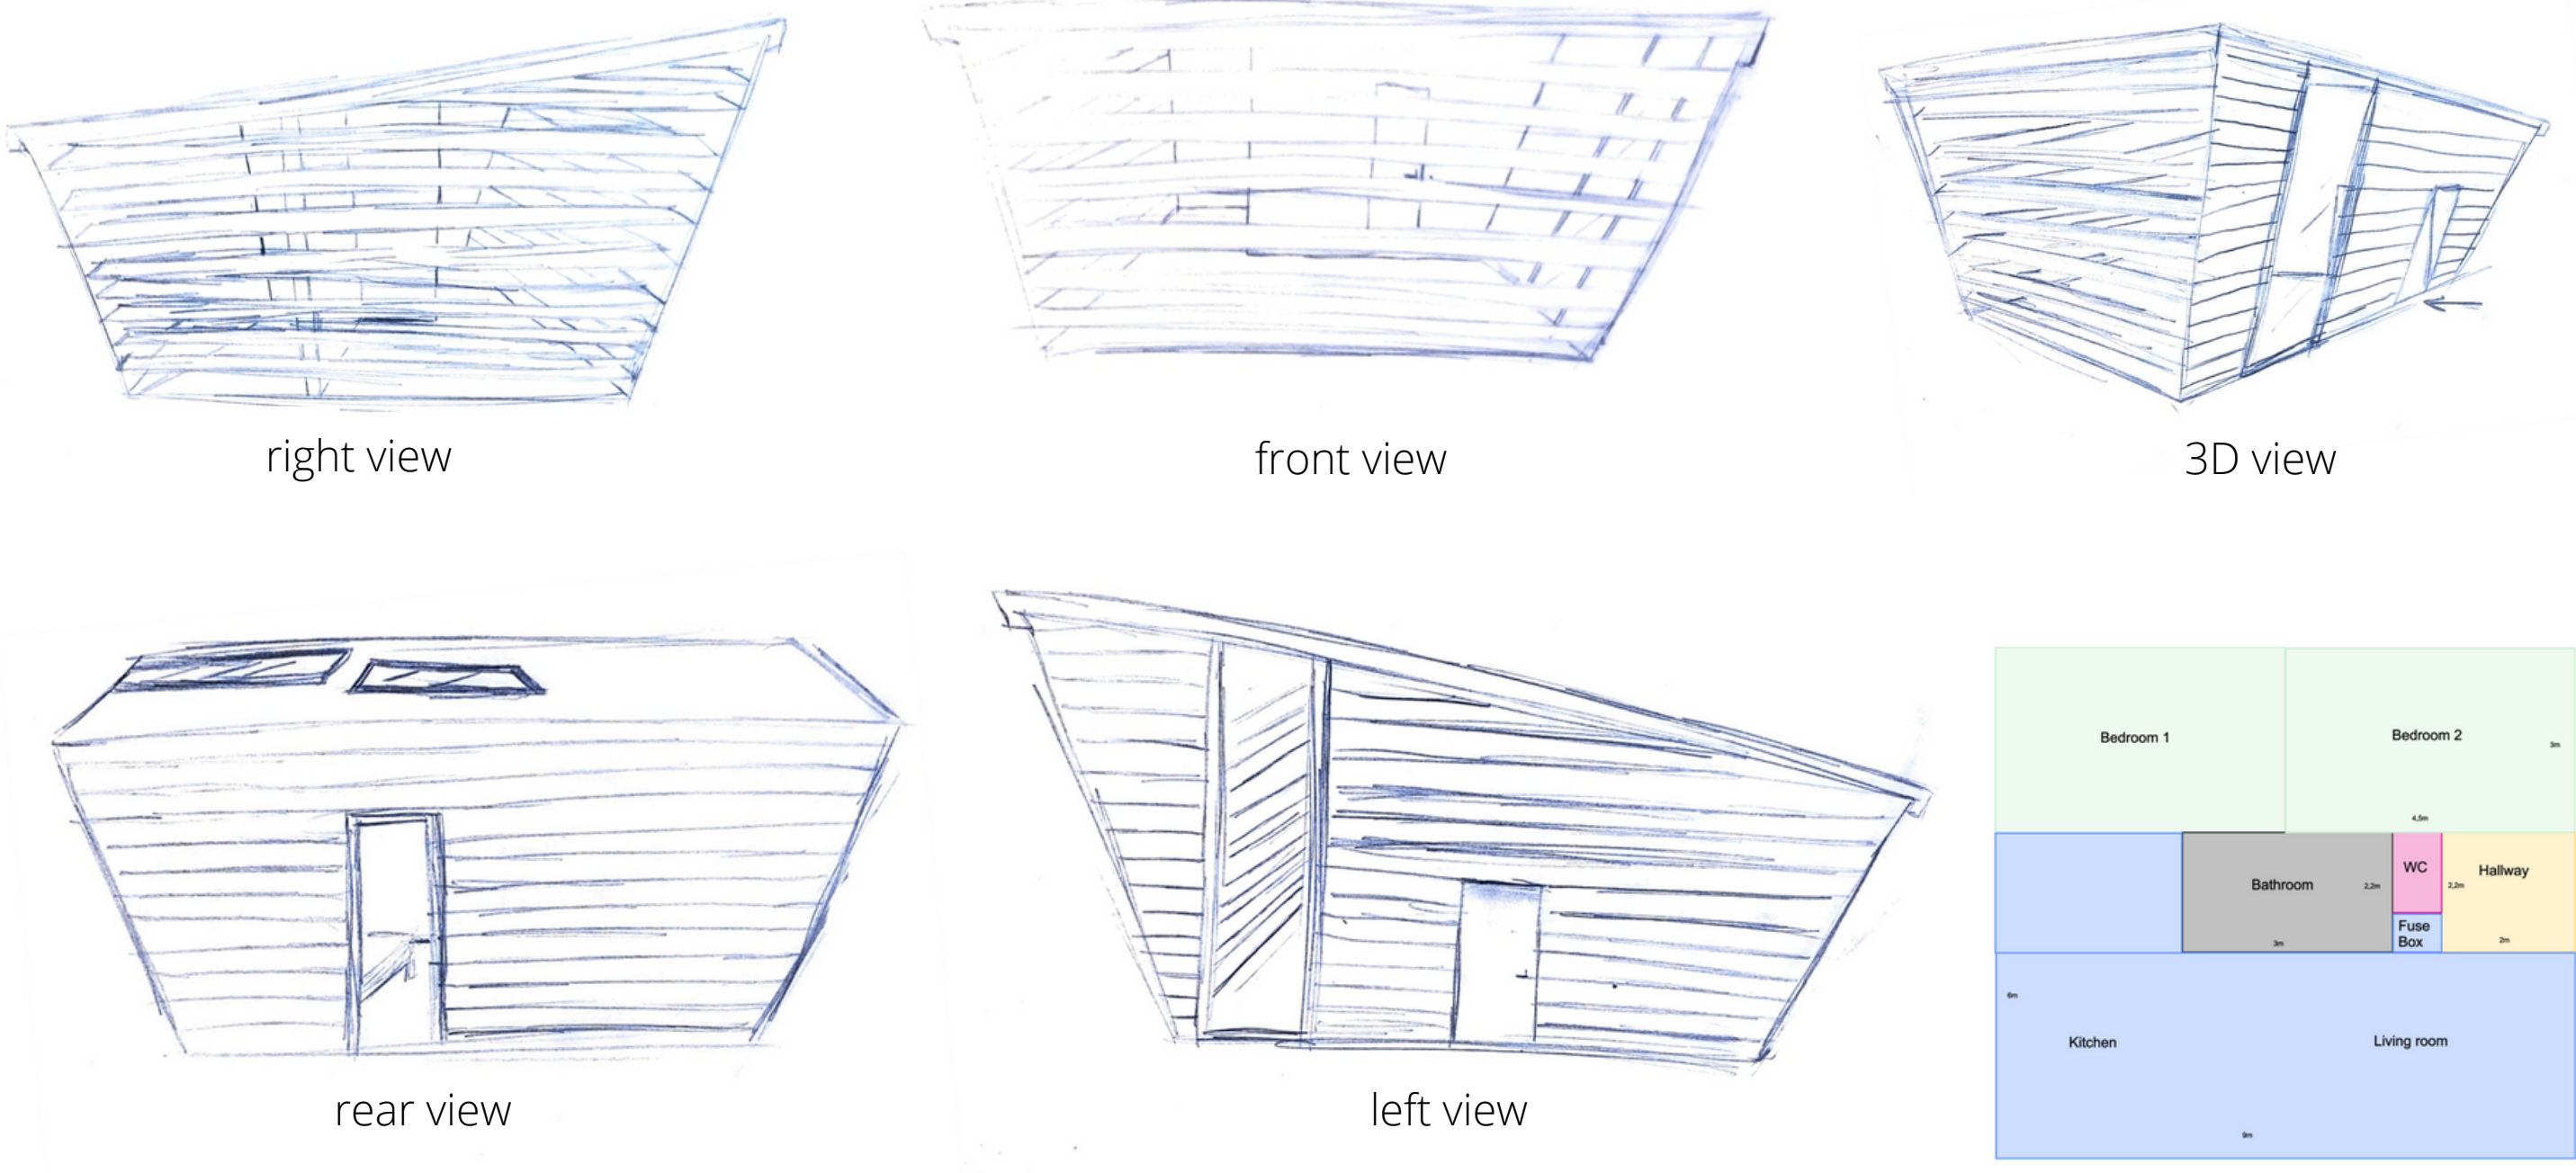 right view
front view
3D view
rear view
left view
Bedroom 1
Bedroom 2
3m
4,5m
Bathroom
2,2m
3m
WC
Fuse
Box
Hallway
2,2m
2m
6m
Kitchen
Living room
9m